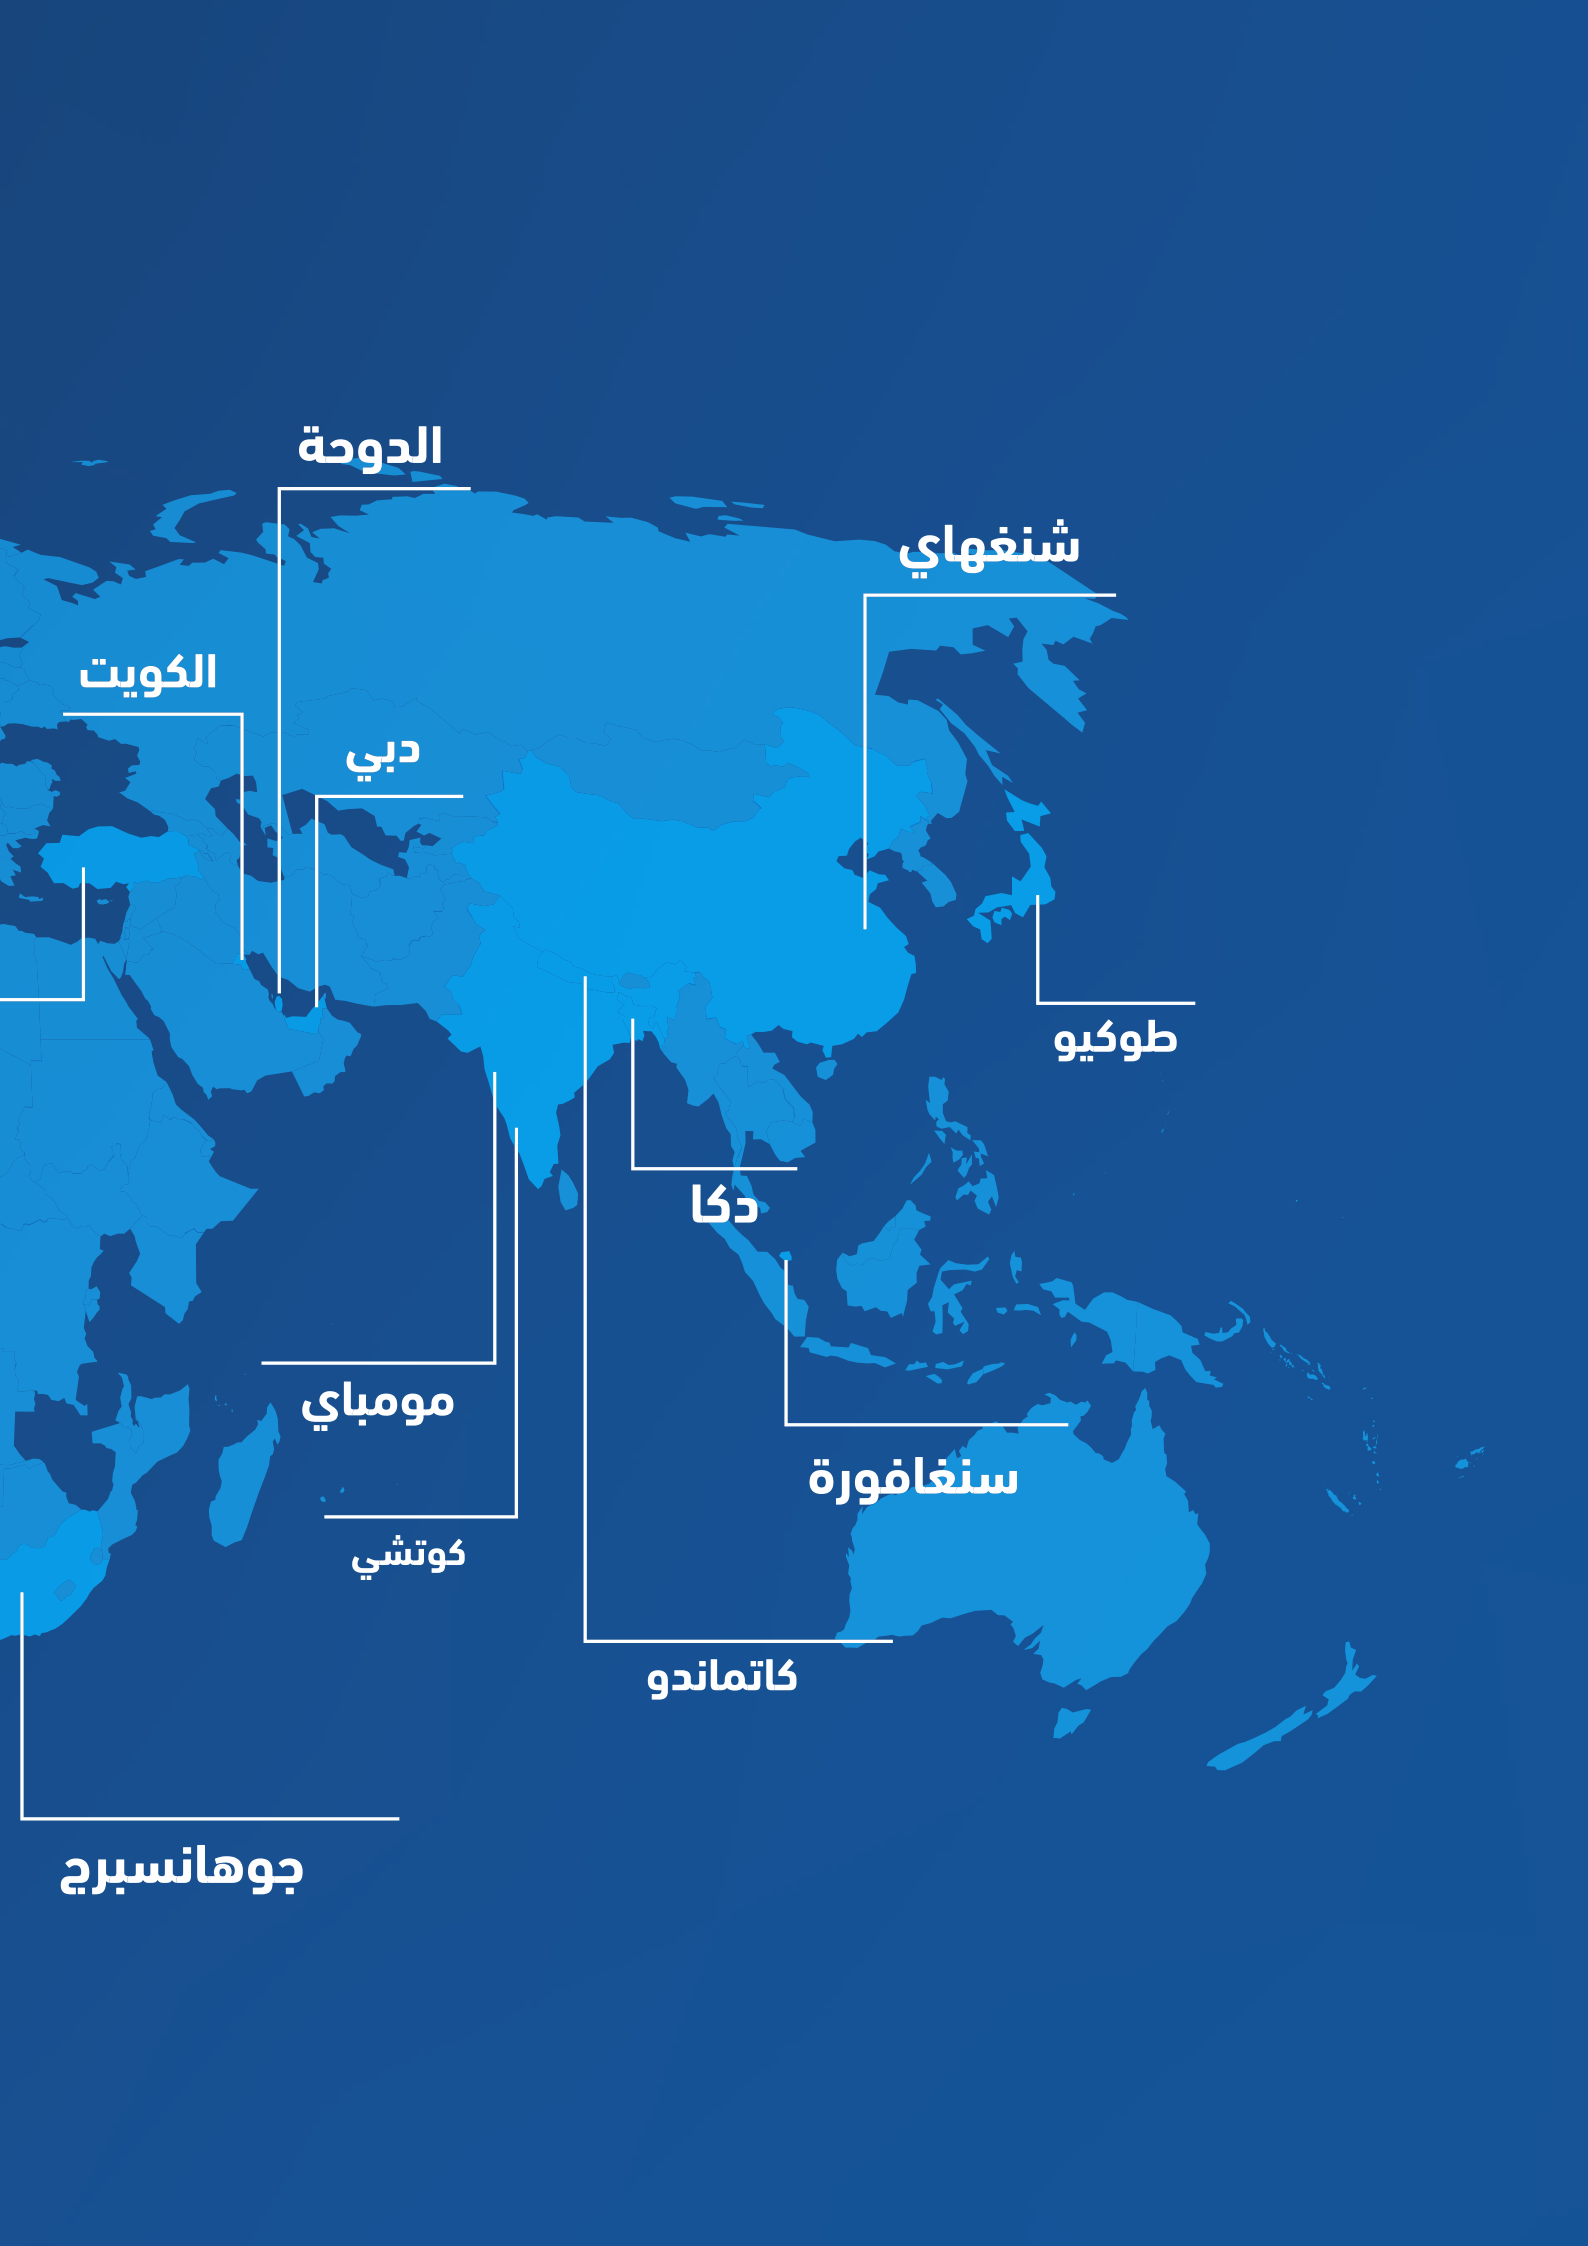 الدوحة
شنغهاي
الكويت
دبي
طوكيو
دكا
مومباي
سنغافورة
كوتشي
كاتماندو
جوهانسبرج